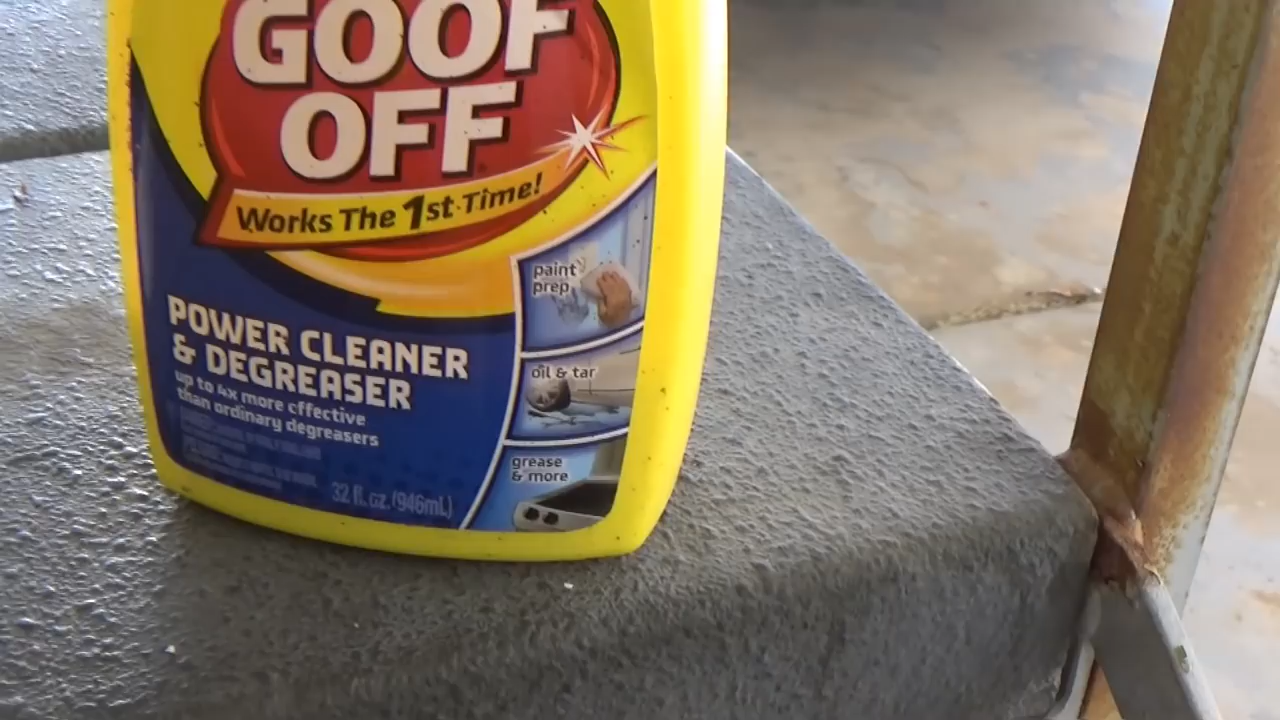 GOOF
OFF
Works The 1st Time!
paint
prep
POWER CLEANER
& DEGREASER
up to 4x more effective
than ordinary degreasers
oil & tar
grease
& more
32 fl. oz. (946mL)